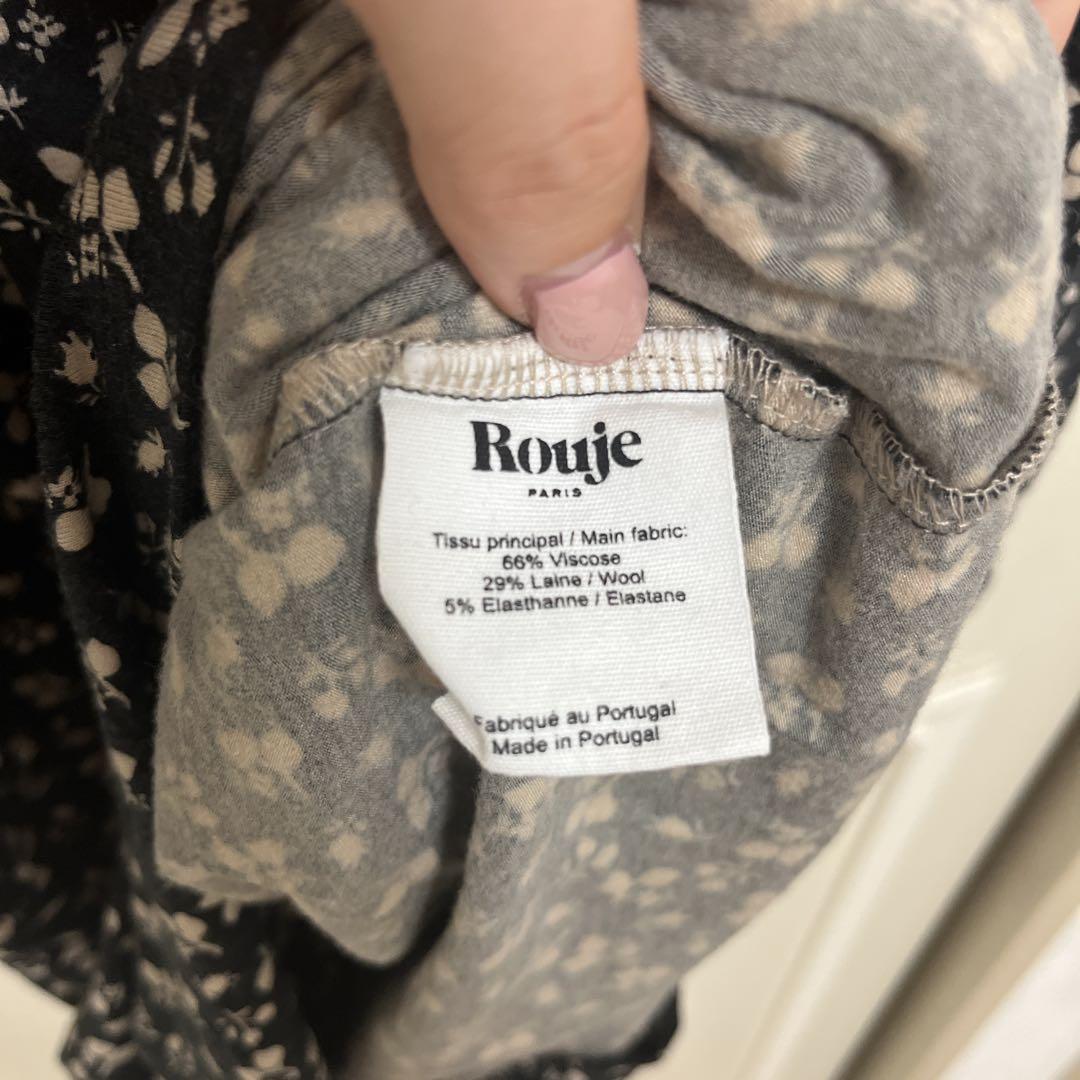 Rouje
PARIS
Tissu principal / Main fabric:
66% Viscose
29% Laine / Wool
5% Elasthanne / Elastane
Fabriqué au Portugal
Made in Portugal